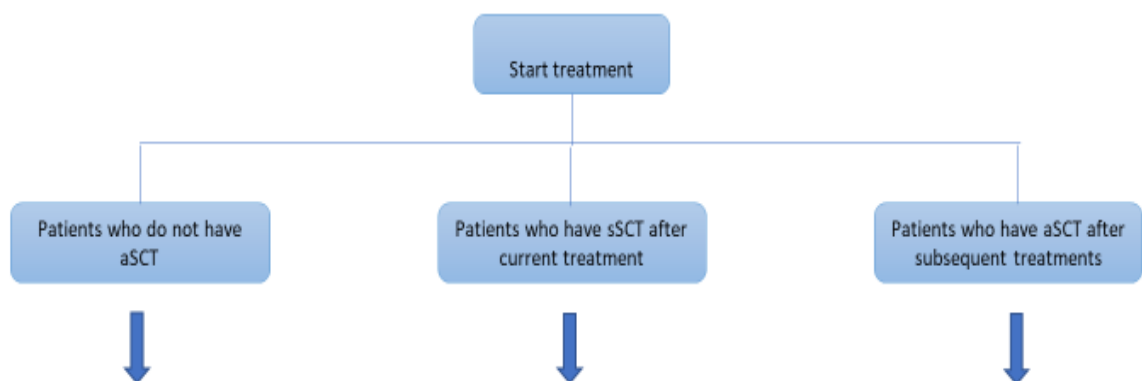 Start treatment
Patients who do not have
aSCT
Patients who have sSCT after
current treatment
Patients who have aSCT after
subsequent treatments